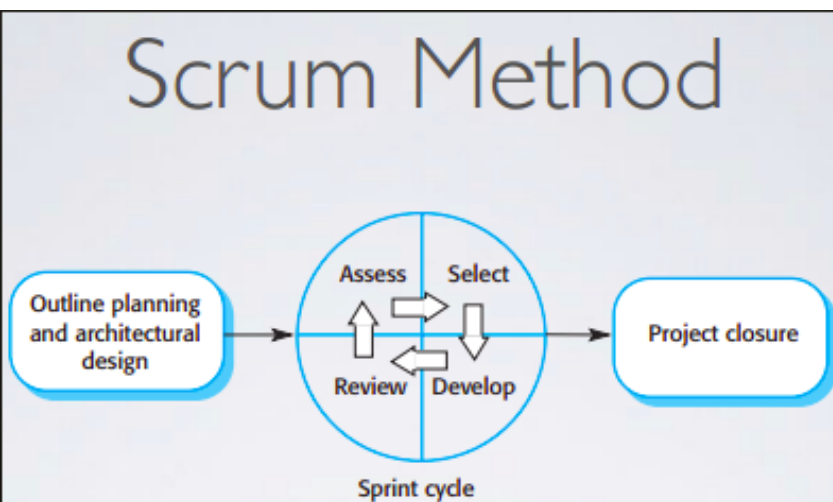 Scrum Method
Outline planning
and architectural
design
Assess
Select
Review
Develop
Sprint cycle
Project closure